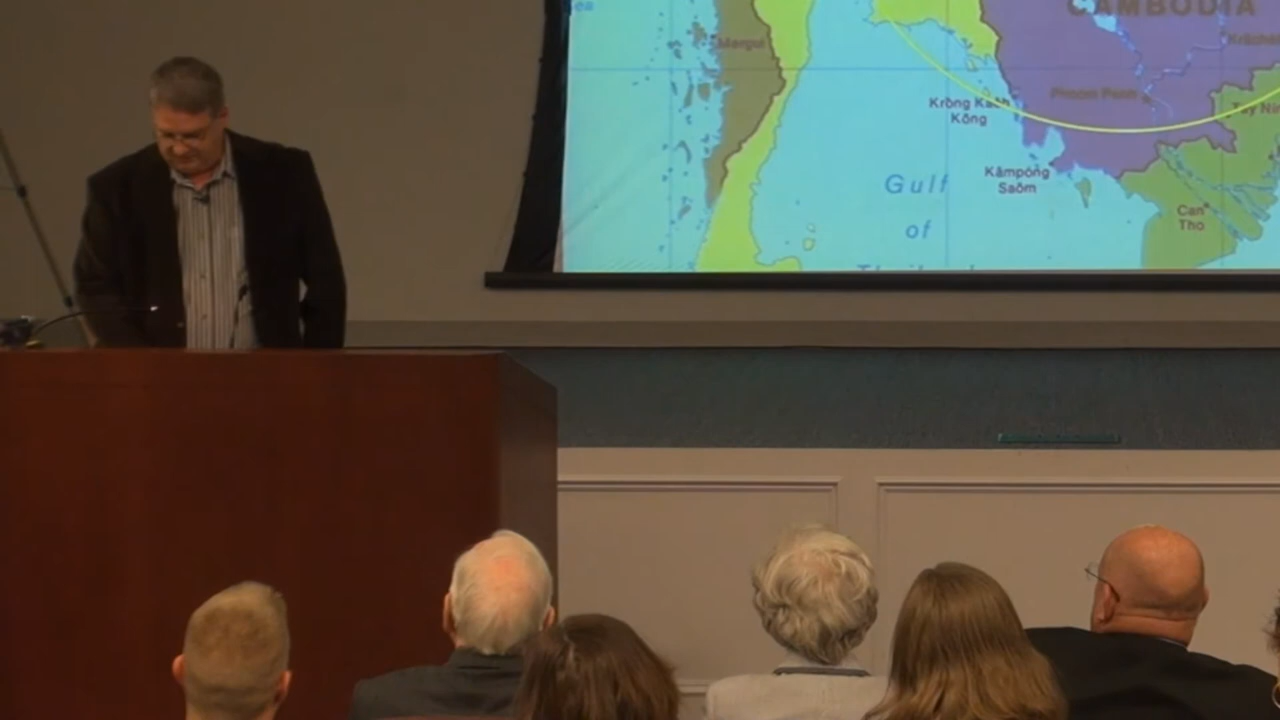 CAMBODIA
Mergui
Phnom Penh
Krŏng Kaôh
Kŏng
Kâmpóng
Saôm
Gulf
of
Can
Tho